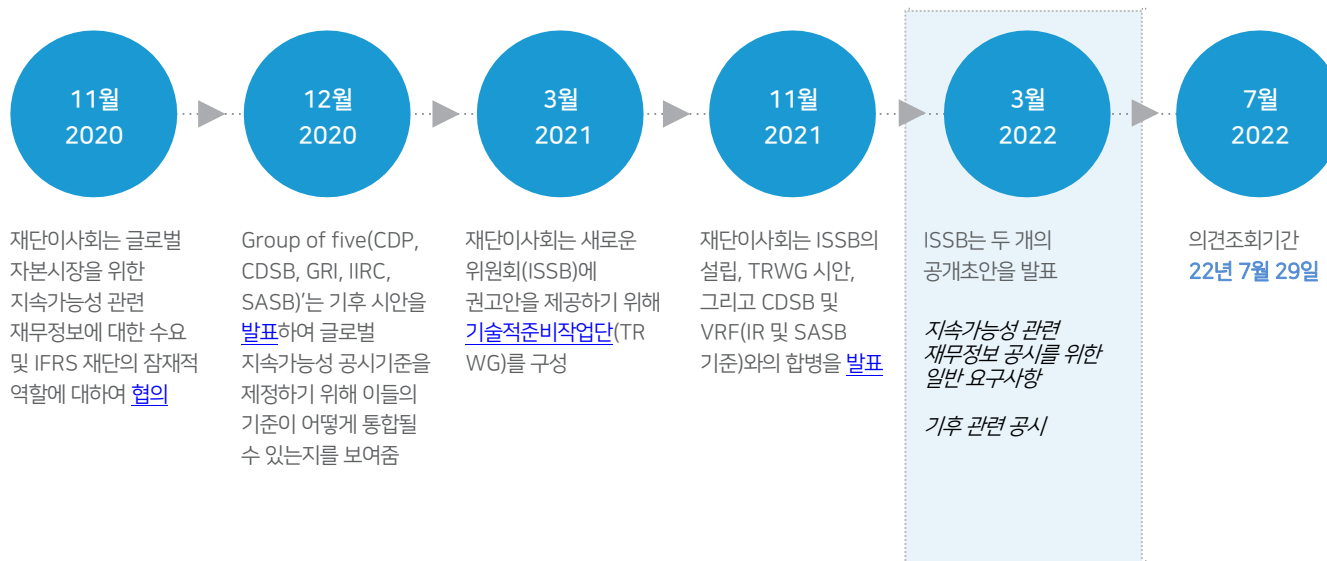 11월
2020
12월
2020
3월
2021
11월
2021
3월
2022
7월
2022
재단이사회는 글로벌
자본시장을 위한
지속가능성 관련
재무정보에 대한 수요
및 IFRS 재단의 잠재적
역할에 대하여 협의
Group of five(CDP,
CDSB, GRI, IIRC,
SASB)'는 기후 시안을
발표하여 글로벌
지속가능성 공시기준을
제정하기 위해 이들의
기준이 어떻게 통합될
수 있는지를 보여줌
재단이사회는 새로운
위원회(ISSB)에
권고안을 제공하기 위해
기술적준비작업단(TR
WG)를 구성
재단이사회는 ISSB의
설립, TRWG 시안,
그리고 CDSB 및
VRF(IR 및 SASB
기준)와의 합병을 발표
ISSB는 두 개의
공개초안을 발표
지속가능성 관련
재무정보 공시를 위한
일반 요구사항
기후 관련 공시
의견조회기간
22년 7월 29일